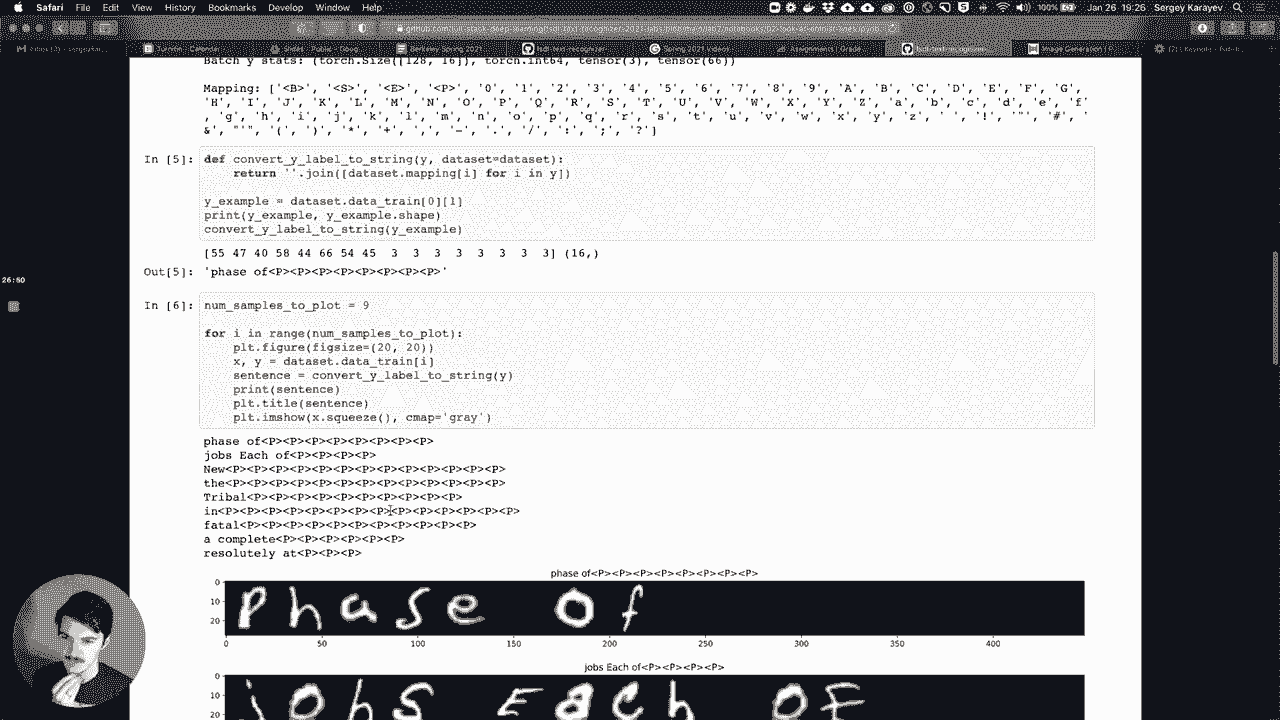 Safari File Edit View History Bookmarks Develop Window Help 100% Jan 26 19:26 Sergey Karayev
Batch y stats: (torch.Size([128, 16]), torch.int64, tensor(3), tensor(66))
Mapping: ['<B>', '<S>', '<E>', '<P>', '0', '1', '2', '3', '4', '5', '6', '7', '8', '9', 'A', 'B', 'C', 'D', 'E', 'F', 'G',
'H', 'I', 'J', 'K', 'L', 'M', 'N', 'O', 'P', 'Q', 'R', 'S', 'T', 'U', 'V', 'W', 'X', 'Y', 'Z', 'a', 'b', 'c', 'd', 'e', 'f'
, 'g', 'h', 'i', 'j', 'k', 'l', 'm', 'n', 'o', 'p', 'q', 'r', 's', 't', 'u', 'v', 'w', 'x', 'y', 'z', ' ', '!', '"', '#', '
&', "'", '(', ')', '*', '+', ',', '-', '.', '/', ':', ';', '?']
In [5]: def convert_y_label_to_string(y, dataset=dataset):
return ''.join([dataset.mapping[i] for i in y])
y_example = dataset.data_train[0][1]
print(y_example, y_example.shape)
convert_y_label_to_string(y_example)
[55 47 40 58 44 66 54 45 3 3 3 3 3 3 3 3] (16,)
26:50
Out[5]: 'phase of<P><P><P><P><P><P><P><P>'
In [6]: num_samples_to_plot = 9
for i in range(num_samples_to_plot):
plt.figure(figsize=(20, 20))
x, y = dataset.data_train[i]
sentence = convert_y_label_to_string(y)
print(sentence)
plt.title(sentence)
plt.imshow(x.squeeze(), cmap='gray')
phase of<P><P><P><P><P><P><P><P>
jobs Each of<P><P><P><P>
New<P><P><P><P><P><P><P><P><P><P><P><P><P>
the<P><P><P><P><P><P><P><P><P><P><P><P><P>
Tribal<P><P><P><P><P><P><P><P><P><P>
in<P><P><P><P><P><P><P><P><P><P><P><P><P><P>
fatal<P><P><P><P><P><P><P><P><P><P><P>
a complete<P><P><P><P><P><P>
resolutely at<P><P><P>
phase of<P><P><P><P><P><P><P><P>
0
10
20
Phase of
0 50 100 150 200 250 300 350 400
jobs Each of<P><P><P><P>
0
10
20
jobs Each of